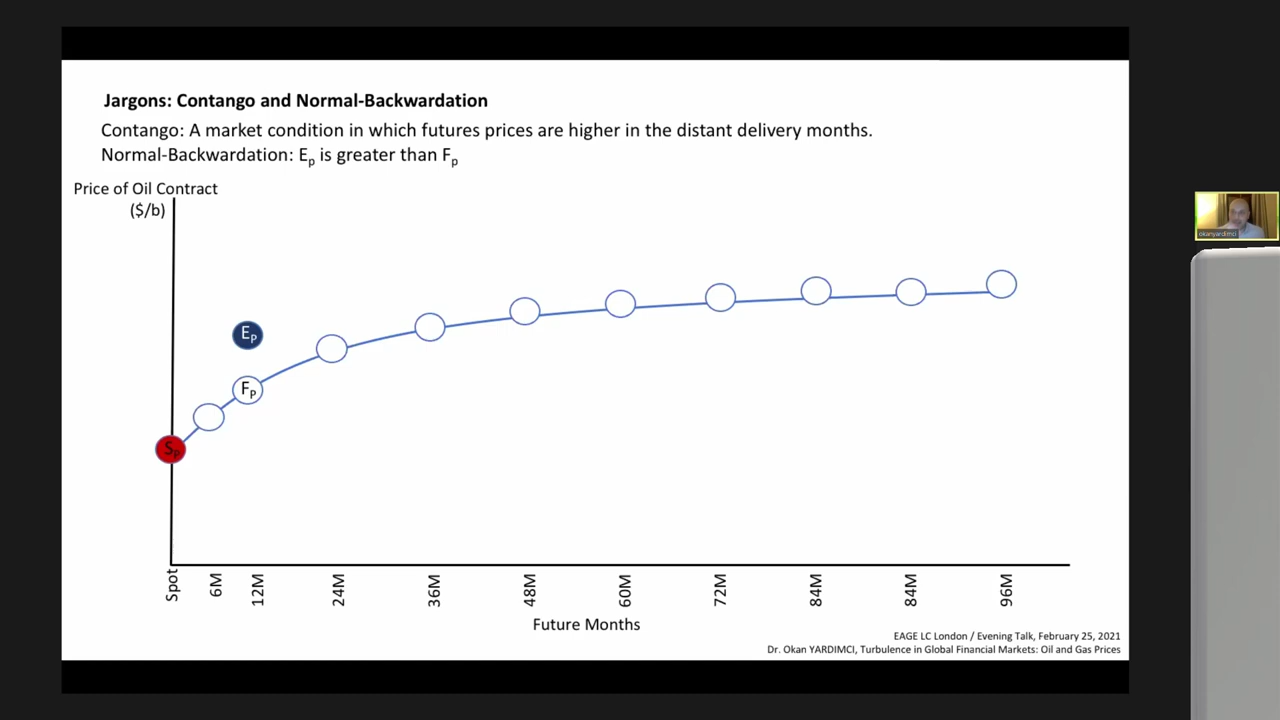 Jargons: Contango and Normal-Backwardation
Contango: A market condition in which futures prices are higher in the distant delivery months.
Normal-Backwardation: Ep is greater than Fp
Price of Oil Contract
($/b)
Ep
Fp
Sp
Spot
6M
12M
24M
36M
48M
60M
72M
84M
84M
96M
Future Months
EAGE LC London / Evening Talk, February 25, 2021
Dr. Okan YARDIMCI, Turbulence in Global Financial Markets: Oil and Gas Prices
okanyardimci